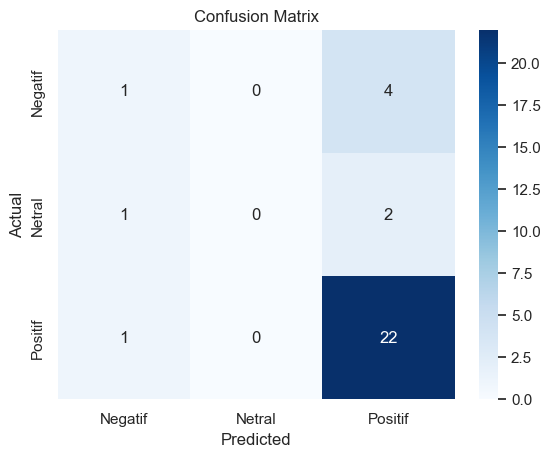 Confusion Matrix
Actual
Negatif
1 0 4
Netral
1 0 2
Positif
1 0 22
Negatif Netral Positif
Predicted
20.0
17.5
15.0
12.5
10.0
7.5
5.0
2.5
0.0